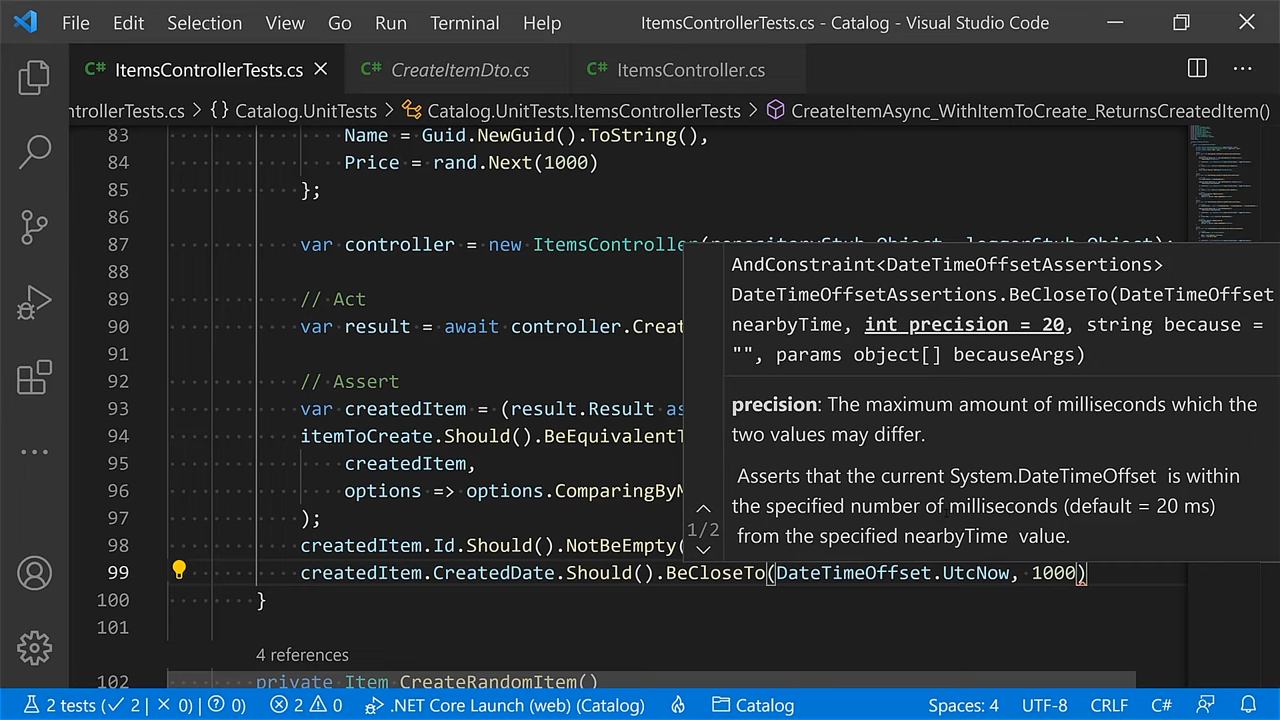 File Edit Selection View Go Run Terminal Help ItemsControllerTests.cs - Catalog - Visual Studio Code
C# ItemsControllerTests.cs C# CreateItemDto.cs C# ItemsController.cs
ntrollerTests.cs > {} Catalog.UnitTests > Catalog.UnitTests.ItemsControllerTests > CreateItemAsync_WithItemToCreate_ReturnsCreatedItem()
83 Name = Guid.NewGuid().ToString(),
84 Price = rand.Next(1000)
85 };
86
87 var controller = new ItemsController(repositoryStub.Object, loggerStub.Object);
88
89 // Act
90 var result = await controller.Creat
91
92 // Assert
93 var createdItem = (result.Result as
94 itemToCreate.Should().BeEquivalentT
95 createdItem,
96 options => options.ComparingByM
97 );
98 createdItem.Id.Should().NotBeEmpty(
99 createdItem.CreatedDate.Should().BeCloseTo(DateTimeOffset.UtcNow, 1000)
100 }
101
4 references
102 private Item CreateRandomItem()
AndConstraint<DateTimeOffsetAssertions>
DateTimeOffsetAssertions.BeCloseTo(DateTimeOffset
nearbyTime, int precision = 20, string because =
"", params object[] becauseArgs)
precision: The maximum amount of milliseconds which the
two values may differ.
Asserts that the current System.DateTimeOffset is within
the specified number of milliseconds (default = 20 ms)
from the specified nearbyTime value.
1/2
2 tests (✓ 2 | × 0) | ? 0) 2 0 .NET Core Launch (web) (Catalog) Catalog Spaces: 4 UTF-8 CRLF C#